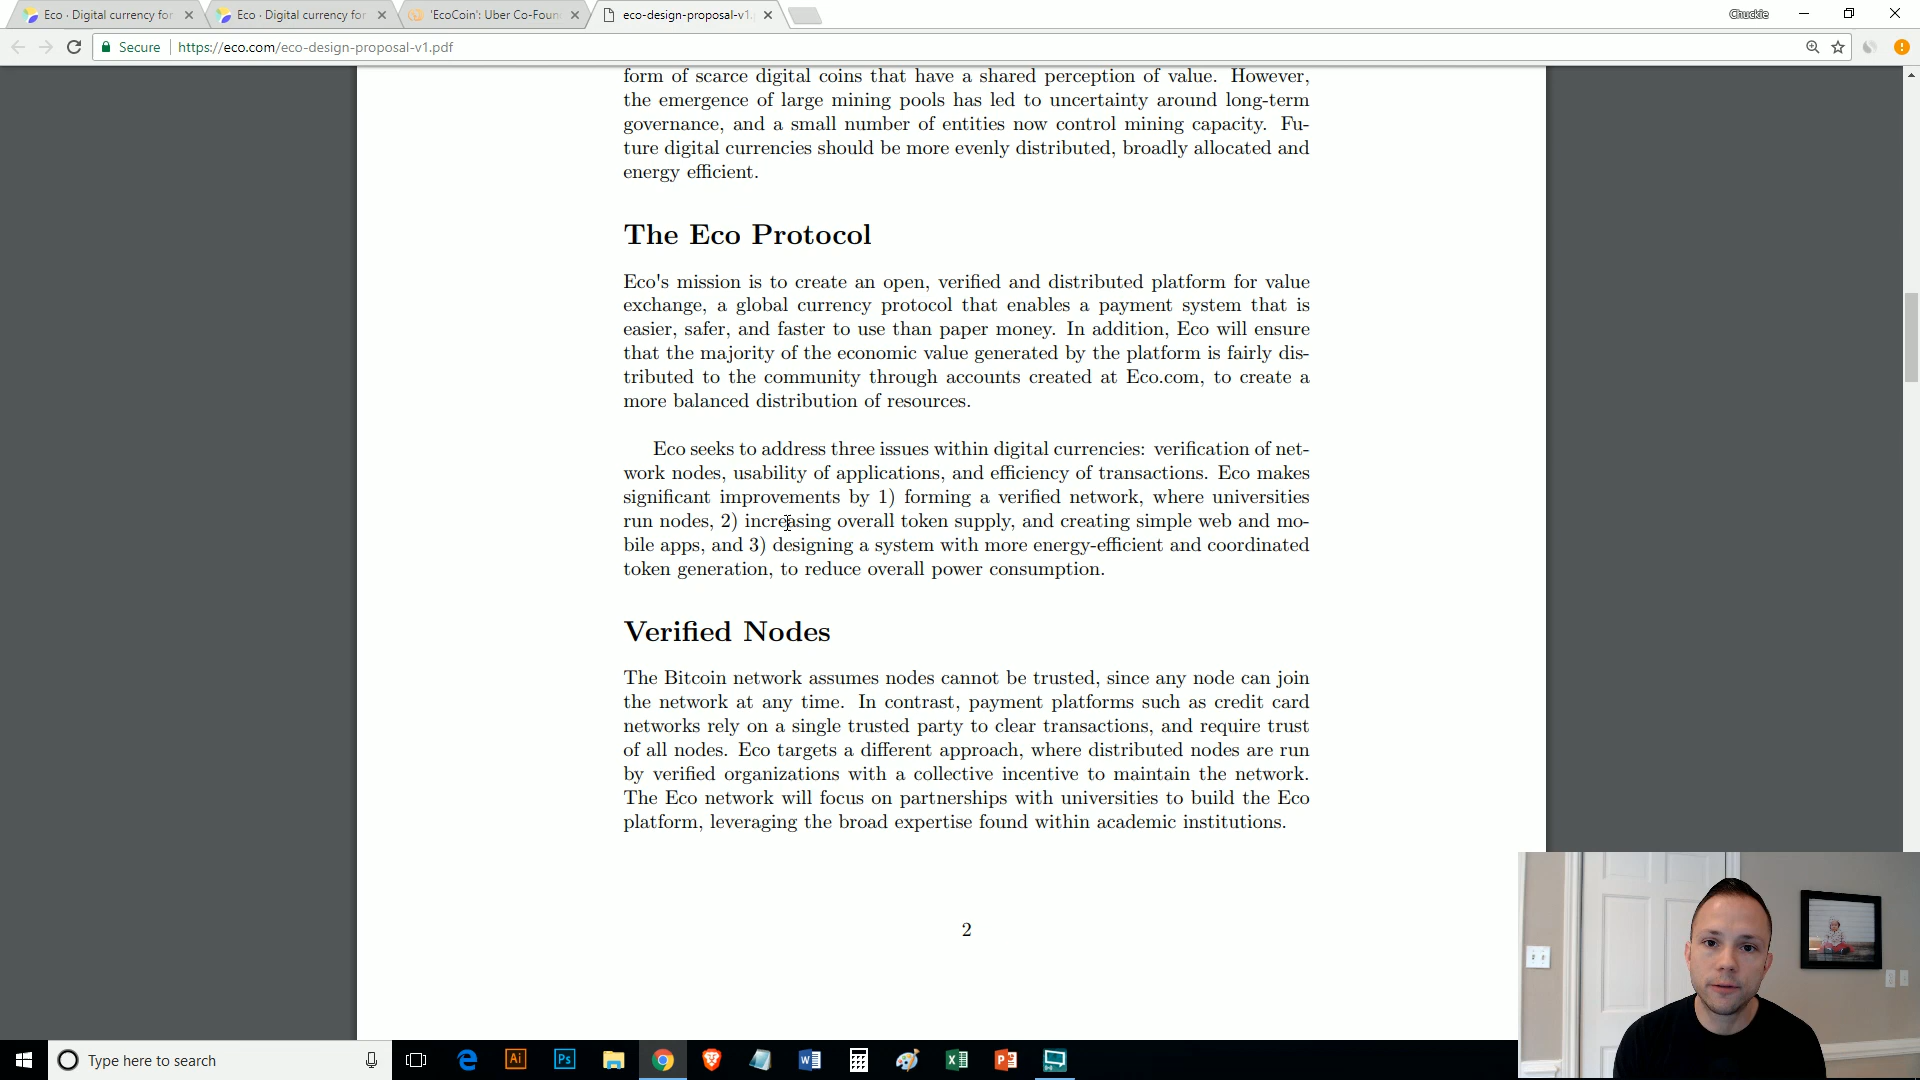 Eco · Digital currency for
Eco · Digital currency for
'EcoCoin': Uber Co-Foun
eco-design-proposal-v1.
Chuckie
Secure
https://eco.com/eco-design-proposal-v1.pdf
form of scarce digital coins that have a shared perception of value. However,
the emergence of large mining pools has led to uncertainty around long-term
governance, and a small number of entities now control mining capacity. Fu-
ture digital currencies should be more evenly distributed, broadly allocated and
energy efficient.
The Eco Protocol
Eco's mission is to create an open, verified and distributed platform for value
exchange, a global currency protocol that enables a payment system that is
easier, safer, and faster to use than paper money. In addition, Eco will ensure
that the majority of the economic value generated by the platform is fairly dis-
tributed to the community through accounts created at Eco.com, to create a
more balanced distribution of resources.
Eco seeks to address three issues within digital currencies: verification of net-
work nodes, usability of applications, and efficiency of transactions. Eco makes
significant improvements by 1) forming a verified network, where universities
run nodes, 2) increasing overall token supply, and creating simple web and mo-
bile apps, and 3) designing a system with more energy-efficient and coordinated
token generation, to reduce overall power consumption.
Verified Nodes
The Bitcoin network assumes nodes cannot be trusted, since any node can join
the network at any time. In contrast, payment platforms such as credit card
networks rely on a single trusted party to clear transactions, and require trust
of all nodes. Eco targets a different approach, where distributed nodes are run
by verified organizations with a collective incentive to maintain the network.
The Eco network will focus on partnerships with universities to build the Eco
platform, leveraging the broad expertise found within academic institutions.
2
Type here to search
Ai
Ps